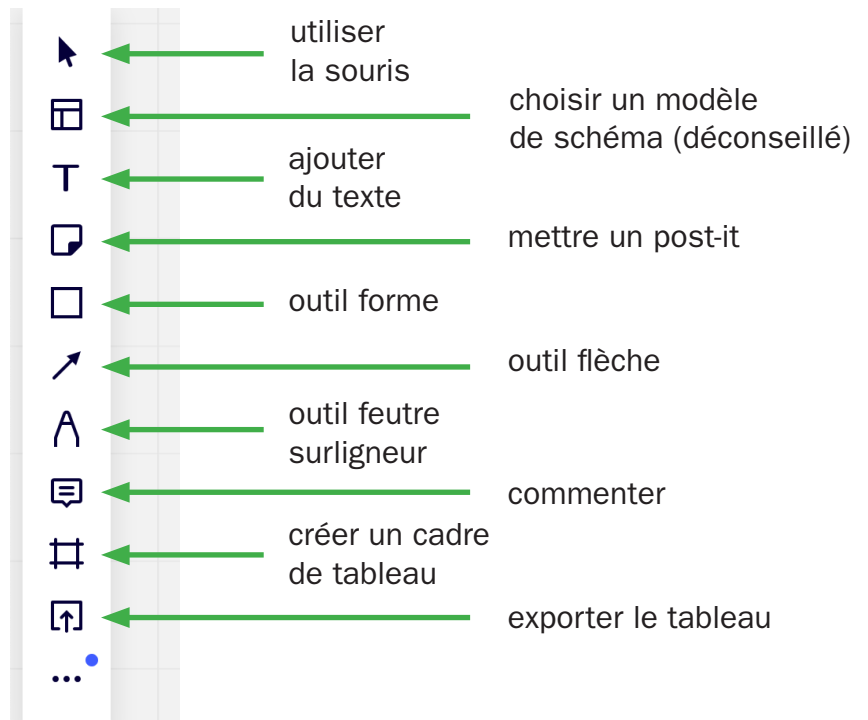 utiliser
la souris
choisir un modèle
de schéma (déconseillé)
ajouter
du texte
mettre un post-it
outil forme
outil flèche
outil feutre
surligneur
commenter
créer un cadre
de tableau
exporter le tableau